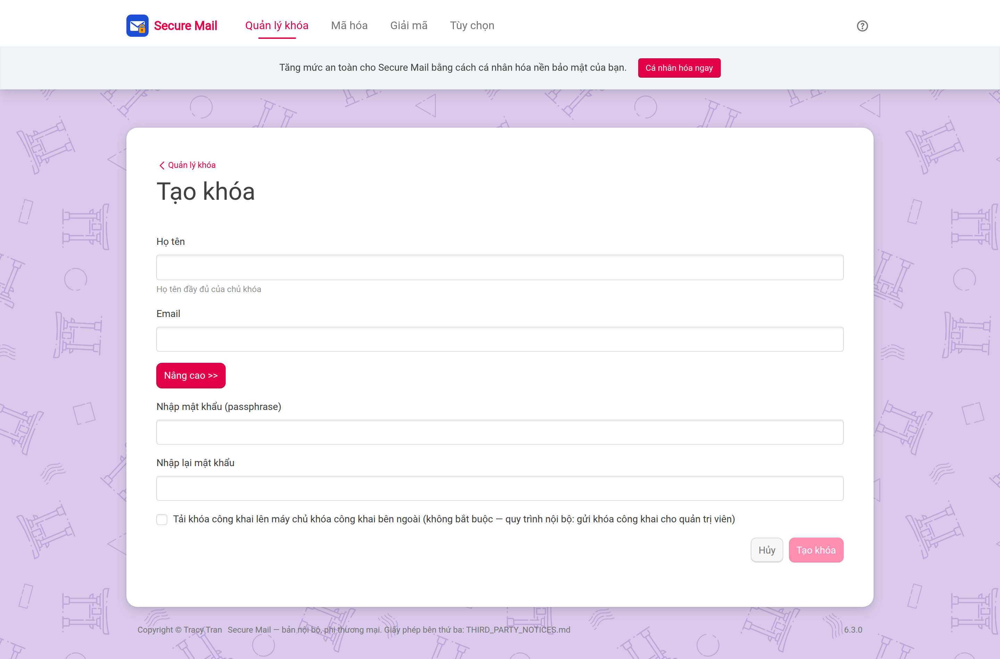 Secure Mail
Quản lý khóa
Mã hóa
Giải mã
Tùy chọn
Tăng mức an toàn cho Secure Mail bằng cách cá nhân hóa nền bảo mật của bạn.
Cá nhân hóa ngay
Quản lý khóa
Tạo khóa
Họ tên
Họ tên đầy đủ của chủ khóa
Email
Nâng cao >>
Nhập mật khẩu (passphrase)
Nhập lại mật khẩu
Tải khóa công khai lên máy chủ khóa công khai bên ngoài (không bắt buộc — quy trình nội bộ: gửi khóa công khai cho quản trị viên)
Hủy
Tạo khóa
Copyright © Tracy Tran Secure Mail — bản nội bộ, phi thương mại. Giấy phép bên thứ ba: THIRD_PARTY_NOTICES.md
6.3.0